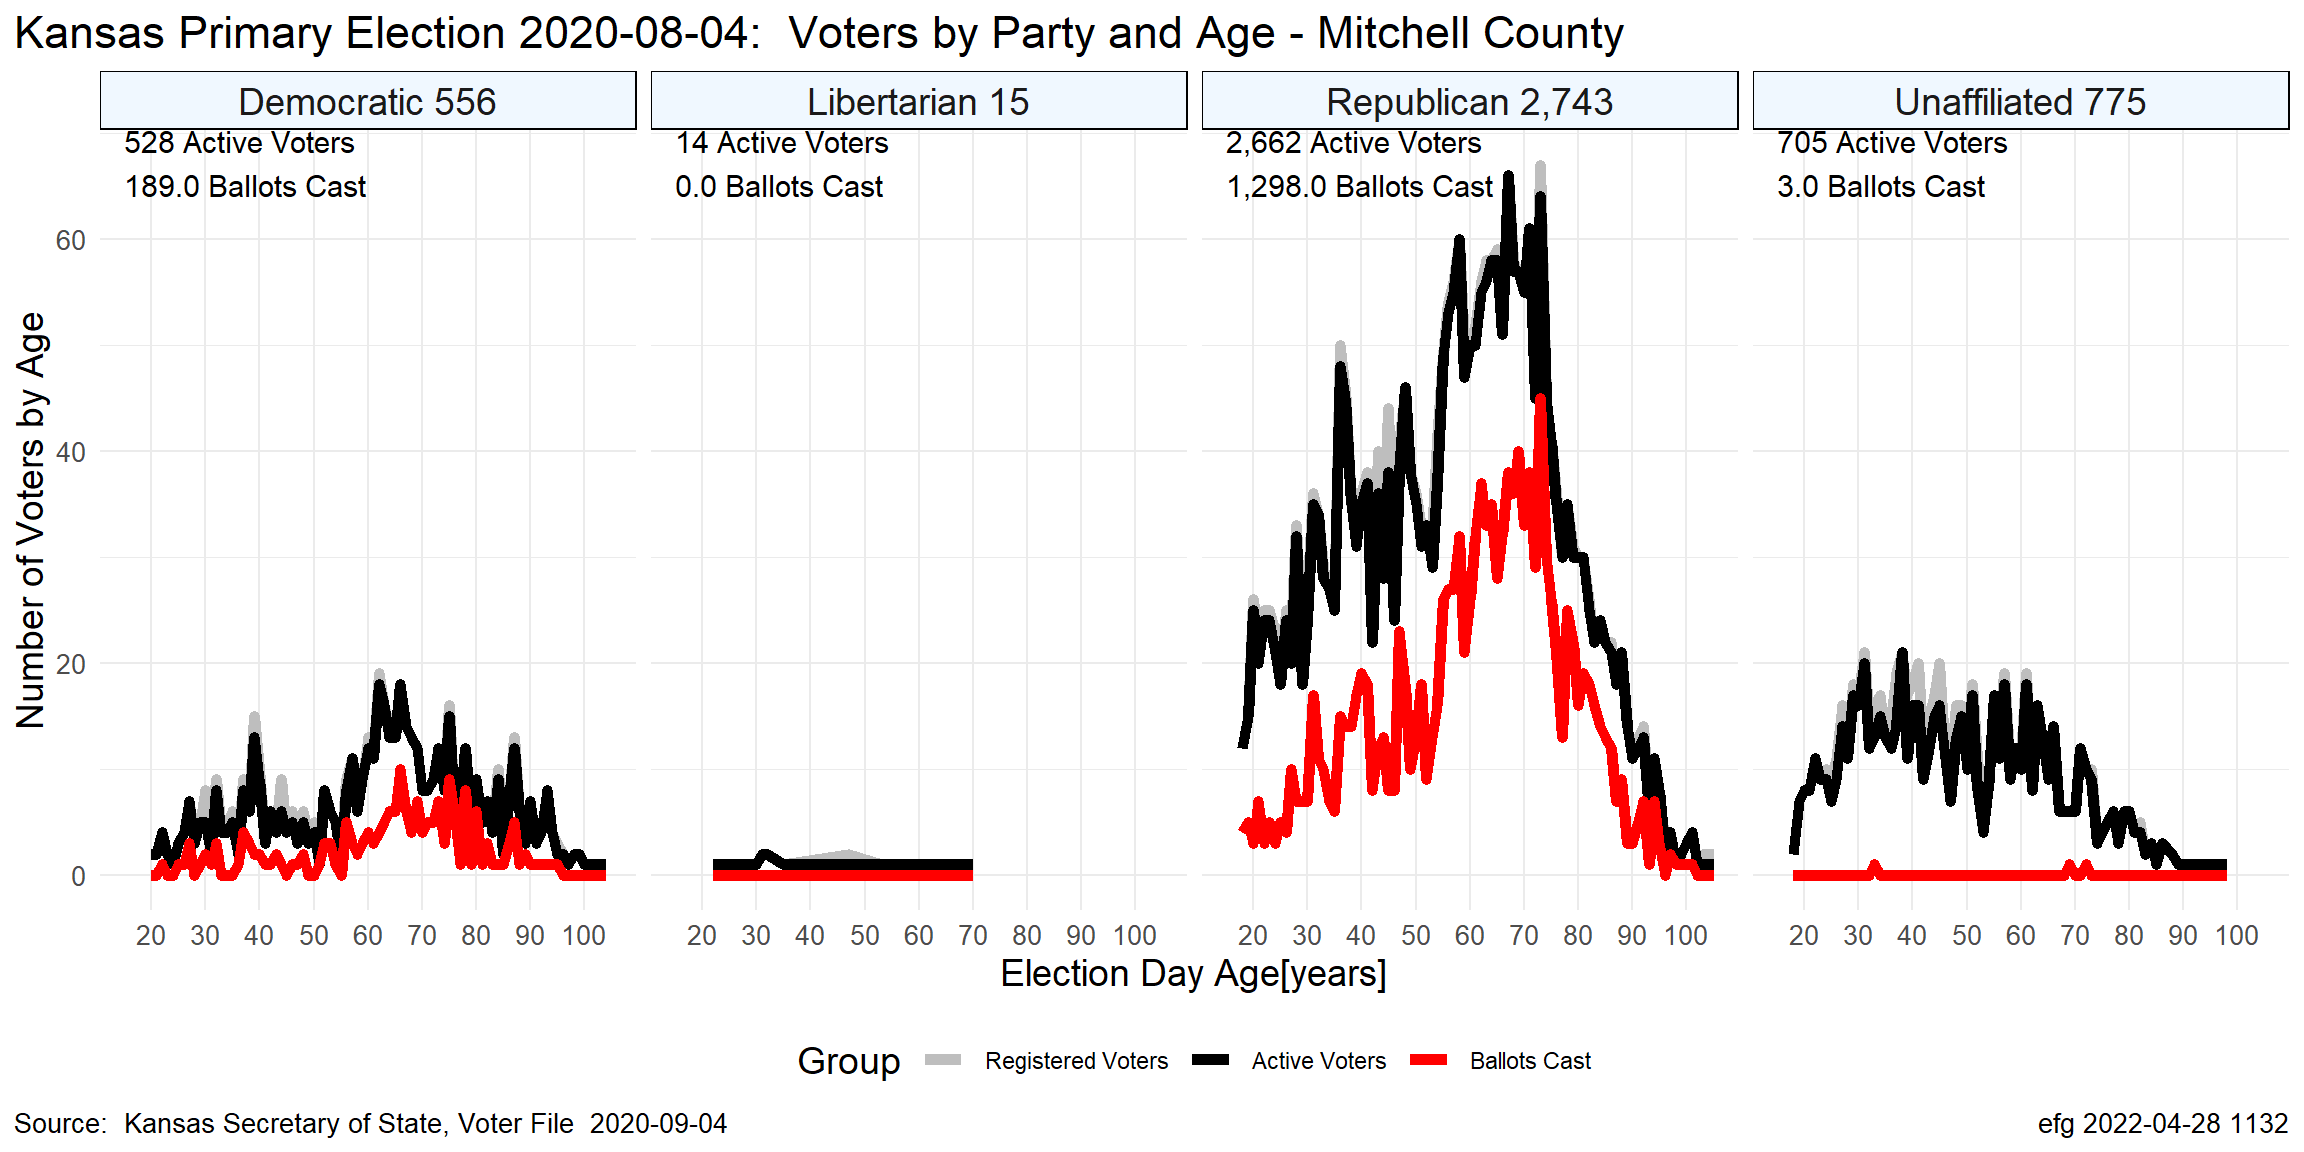 Kansas Primary Election 2020-08-04:  Voters by Party and Age - Mitchell County
Democratic 556
Libertarian 15
Republican 2,743
Unaffiliated 775
528 Active Voters
189.0 Ballots Cast
14 Active Voters
0.0 Ballots Cast
2,662 Active Voters
1,298.0 Ballots Cast
705 Active Voters
3.0 Ballots Cast
Number of Voters by Age
60
40
20
0
20 30 40 50 60 70 80 90 100
20 30 40 50 60 70 80 90 100
20 30 40 50 60 70 80 90 100
20 30 40 50 60 70 80 90 100
Election Day Age[years]
Group Registered Voters Active Voters Ballots Cast
Source:  Kansas Secretary of State, Voter File  2020-09-04
efg 2022-04-28 1132